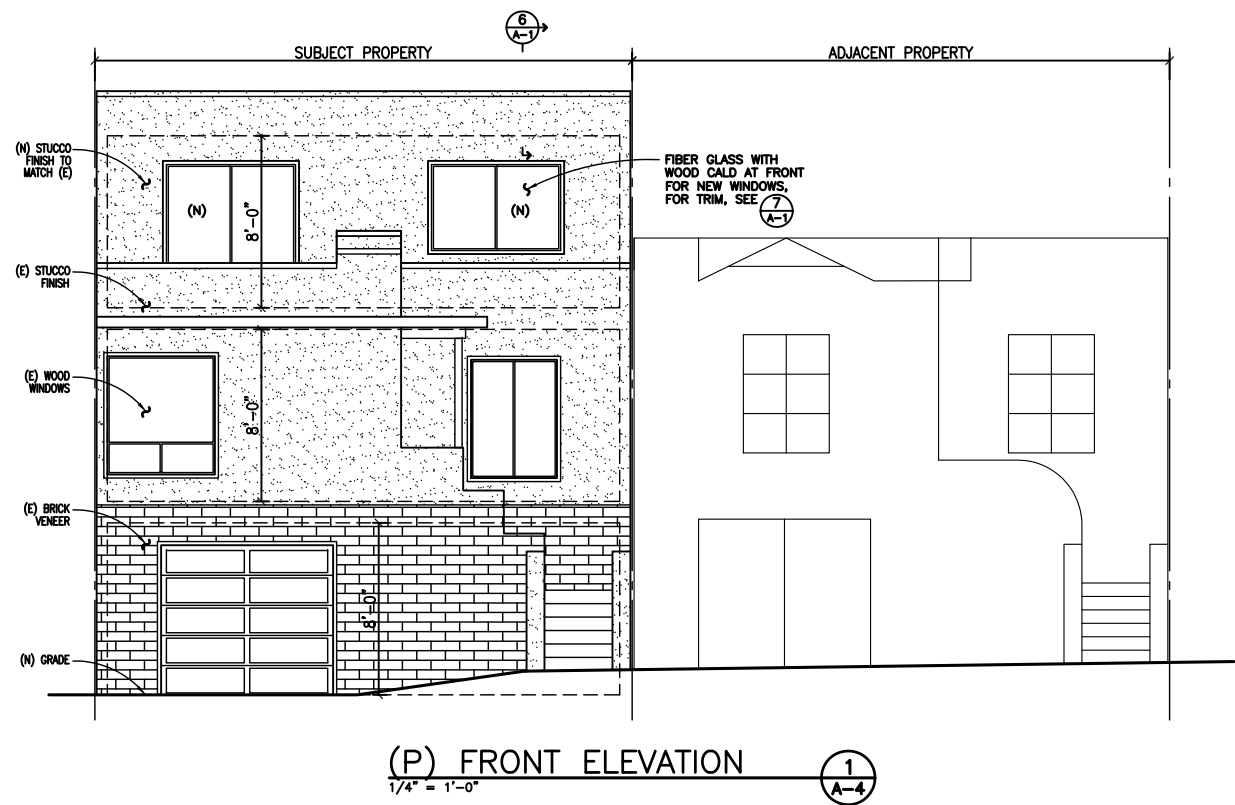 6
A-1
SUBJECT PROPERTY
ADJACENT PROPERTY
(N) STUCCO
FINISH TO
MATCH (E)
FIBER GLASS WITH
WOOD CALD AT FRONT
FOR NEW WINDOWS,
FOR TRIM, SEE
7
A-1
(N)
8'-0"
(N)
(E) STUCCO
FINISH
(E) WOOD
WINDOWS
8'-0"
(E) BRICK
VENEER
8'-0"
(N) GRADE
(P) FRONT ELEVATION
1/4" = 1'-0"
1
A-4